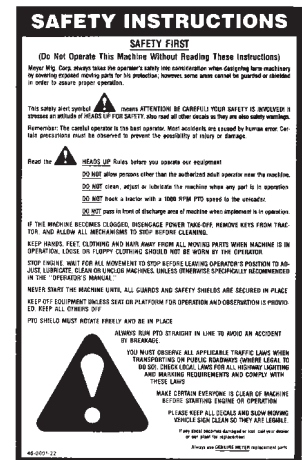 SAFETY INSTRUCTIONS
SAFETY FIRST
(Do Not Operate This Machine Without Reading These Instructions)
Meyer Mfg. Corp. always takes the operator's safety into consideration when designing farm machinery
by covering exposed moving parts for his protection; however, some areas cannot be guarded or shielded
in order to assure proper operation.
This safety alert symbol means ATTENTION! BE CAREFUL! YOUR SAFETY IS INVOLVED! It
stresses an attitude of HEADS UP FOR SAFETY, also read all other decals as they are also safety warnings.
Remember: The careful operator is the best operator. Most accidents are caused by human error. Cer-
tain precautions must be observed to prevent the possibility of injury or damage.
Read the HEADS UP Rules before you operate our equipment
DO NOT allow persons other than the authorized adult operator near the machine.
DO NOT clean, adjust or lubricate the machine when any part is in operation.
DO NOT hook a tractor with a 1000 RPM PTO speed to the unloader.
DO NOT pass in front of discharge area of machine when implement is in operation.
IF THE MACHINE BECOMES CLOGGED, DISENGAGE POWER TAKE-OFF, REMOVE KEYS FROM TRAC-
TOR, AND ALLOW ALL MECHANISMS TO STOP BEFORE CLEANING.
KEEP HANDS, FEET, CLOTHING AND HAIR AWAY FROM ALL MOVING PARTS WHEN MACHINE IS IN
OPERATION, LOOSE OR FLOPPY CLOTHING SHOULD NOT BE WORN BY THE OPERATOR.
STOP ENGINE, WAIT FOR ALL MOVEMENT TO STOP BEFORE LEAVING OPERATOR'S POSITION TO AD-
JUST, LUBRICATE, CLEAN OR UNCLOG MACHINES, UNLESS OTHERWISE SPECIFICALLY RECOMMENDED
IN THE "OPERATOR'S MANUAL."
NEVER START THE MACHINE UNTIL ALL GUARDS AND SAFETY SHIELDS ARE SECURED IN PLACE
KEEP OFF EQUIPMENT UNLESS SEAT OR PLATFORM FOR OPERATION AND OBSERVATION IS PROVID-
ED. KEEP ALL OTHERS OFF.
PTO SHIELD MUST ROTATE FREELY AND BE IN PLACE
ALWAYS RUN PTO STRAIGHT IN LINE TO AVOID AN ACCIDENT
BY BREAKAGE.
YOU MUST OBSERVE ALL APPLICABLE TRAFFIC LAWS WHEN
TRANSPORTING ON PUBLIC ROADWAYS (WHERE LEGAL TO
DO SO). CHECK LOCAL LAWS FOR ALL HIGHWAY LIGHTING
AND MARKING REQUIREMENTS AND COMPLY WITH
THESE LAWS
MAKE CERTAIN EVERYONE IS CLEAR OF MACHINE
BEFORE STARTING ENGINE OR OPERATION
PLEASE KEEP ALL DECALS AND SLOW MOVING
VEHICLE SIGN CLEAN SO THEY ARE LEGIBLE.
If any decal becomes damaged or lost call your dealer
or our plant for replacement
Always use GENUINE MEYER replacement parts
46-0001-22